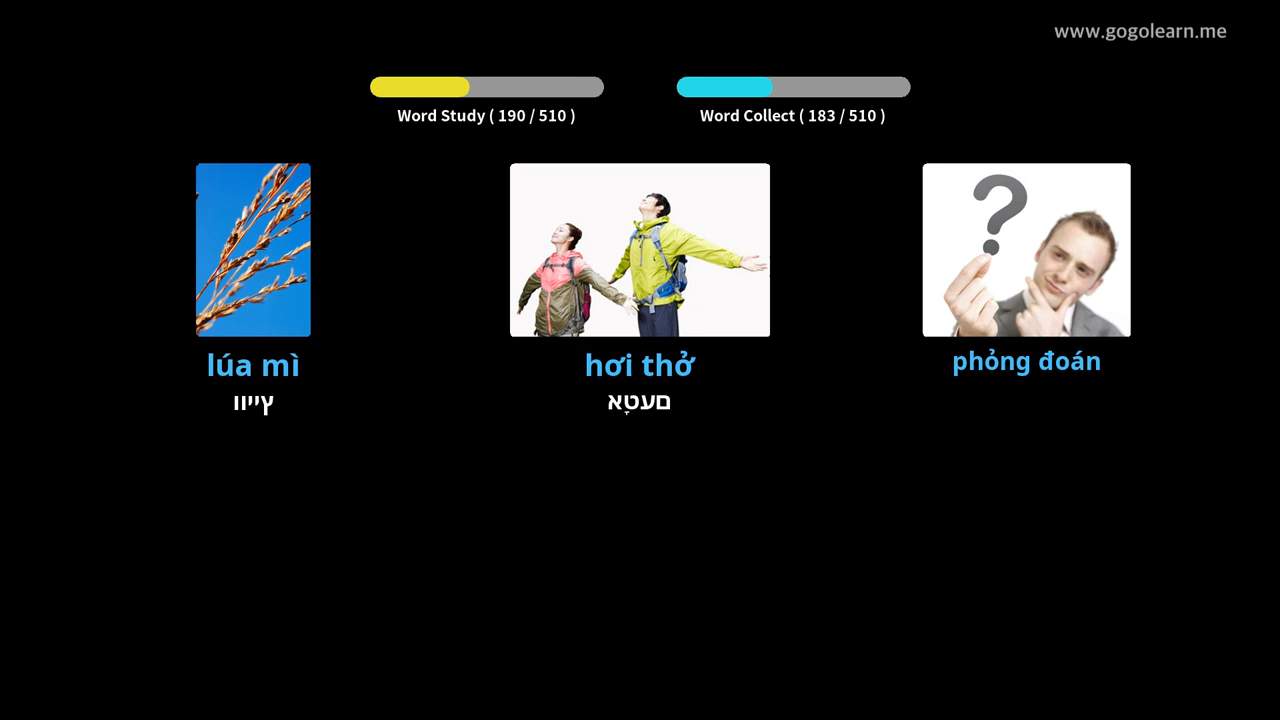 www.gogolearn.me
Word Study ( 190 / 510 )
Word Collect ( 183 / 510 )
lúa mì
hơi thở
phỏng đoán
ווייץ
אָטעם